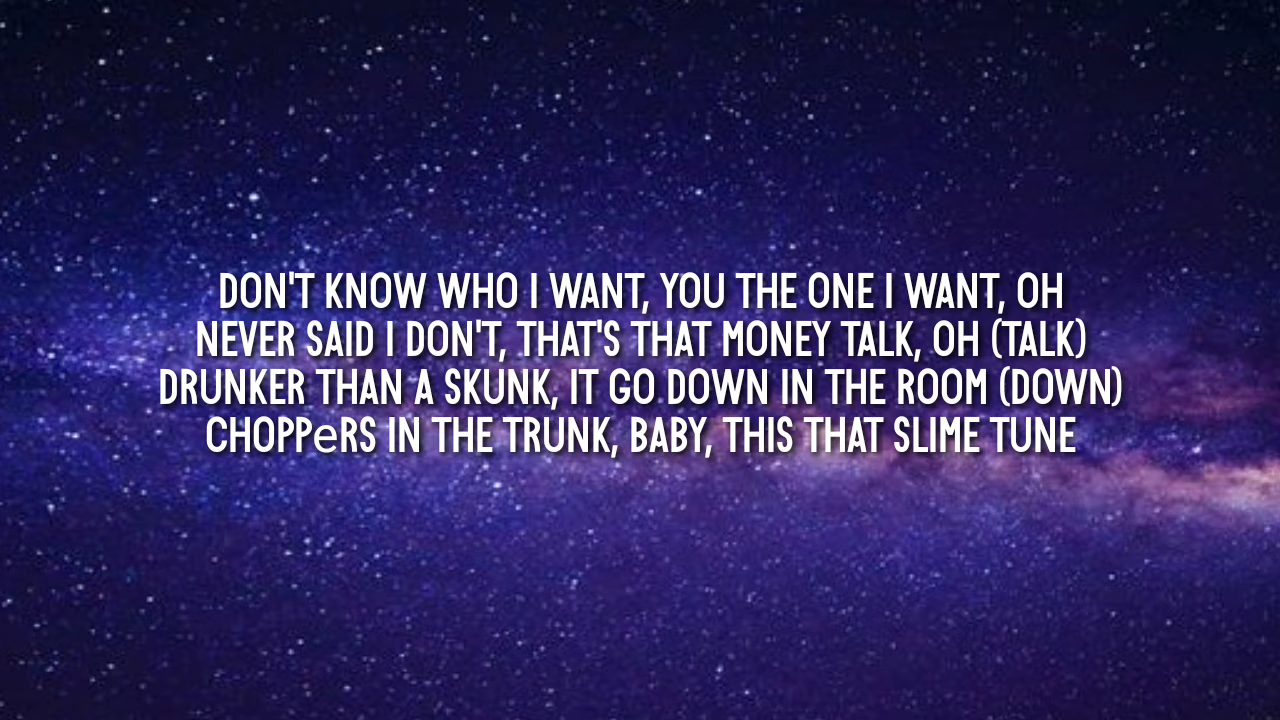 DON'T KNOW WHO I WANT, YOU THE ONE I WANT, OH
NEVER SAID I DON'T, THAT'S THAT MONEY TALK, OH (TALK)
DRUNKER THAN A SKUNK, IT GO DOWN IN THE ROOM (DOWN)
CHOPPeRS IN THE TRUNK, BABY, THIS THAT SLIME TUNE